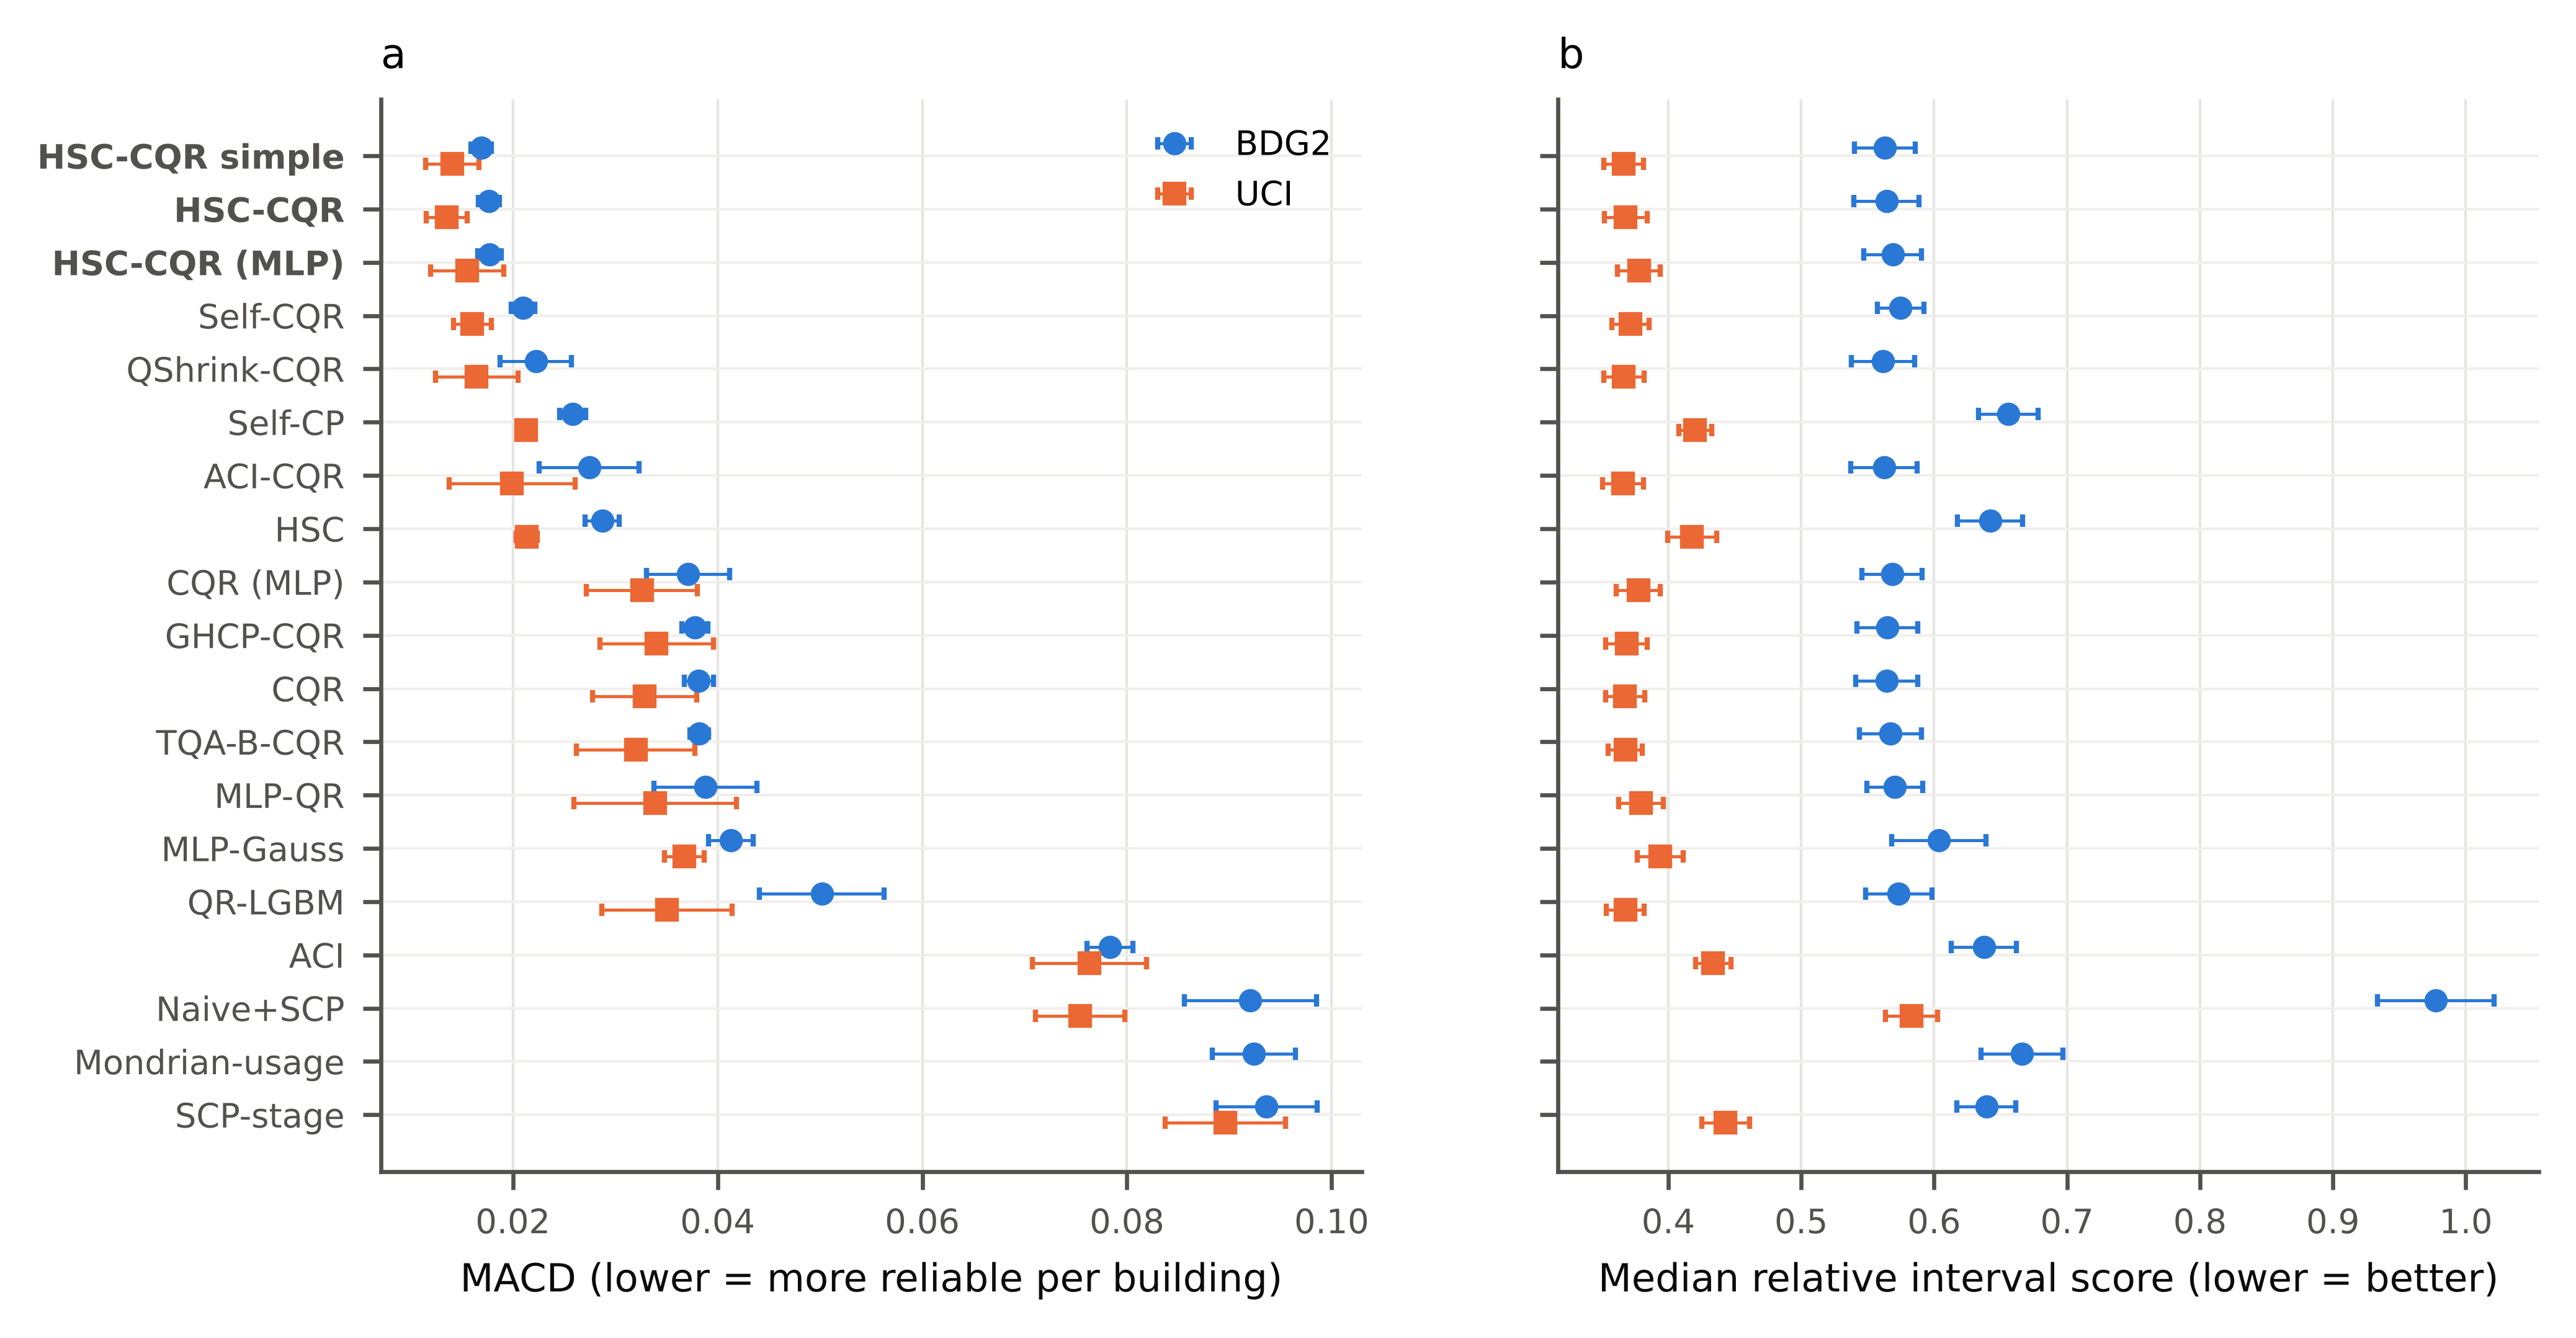 a
HSC-CQR simple
HSC-CQR
HSC-CQR (MLP)
Self-CQR
QShrink-CQR
Self-CP
ACI-CQR
HSC
CQR (MLP)
GHCP-CQR
CQR
TQA-B-CQR
MLP-QR
MLP-Gauss
QR-LGBM
ACI
Naive+SCP
Mondrian-usage
SCP-stage
BDG2
UCI
0.02 0.04 0.06 0.08 0.10
MACD (lower = more reliable per building)
b
0.4 0.5 0.6 0.7 0.8 0.9 1.0
Median relative interval score (lower = better)